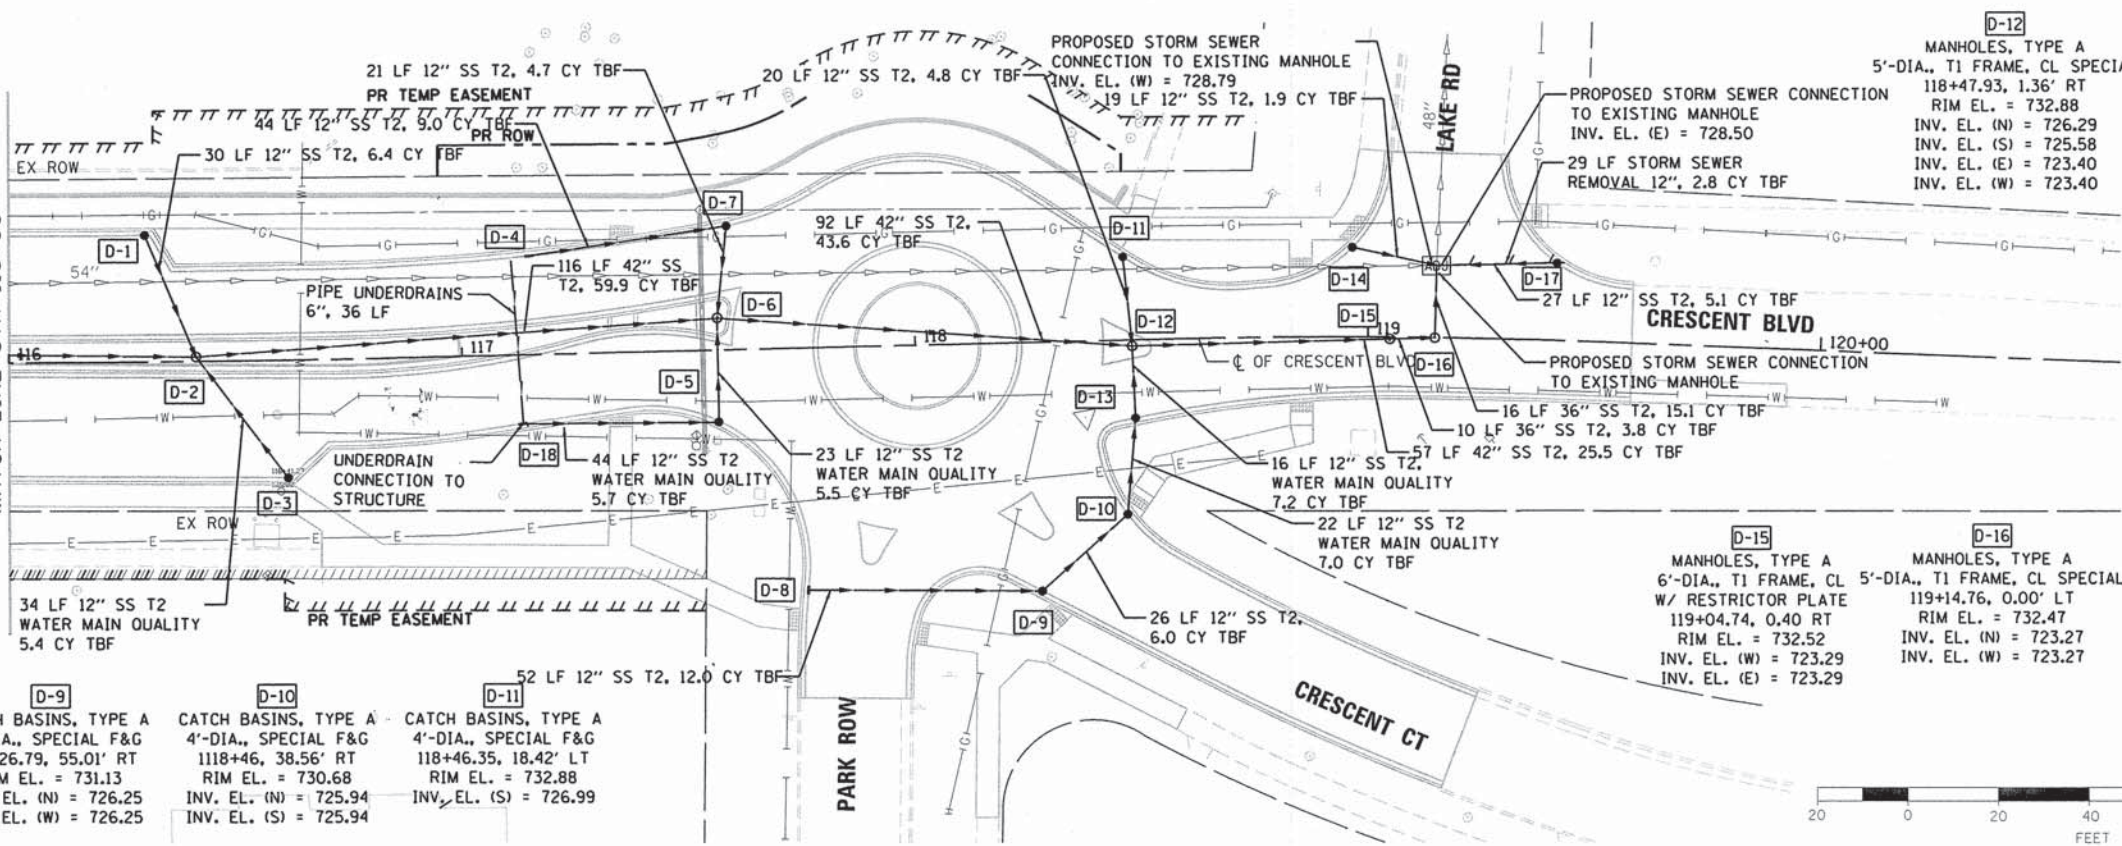 D-12
MANHOLES, TYPE A
5'-DIA., T1 FRAME, CL SPECIA
118+47.93, 1.36' RT
RIM EL. = 732.88
INV. EL. (N) = 726.29
INV. EL. (S) = 725.58
INV. EL. (E) = 723.40
INV. EL. (W) = 723.40
PROPOSED STORM SEWER
CONNECTION TO EXISTING MANHOLE
INV. EL. (W) = 728.79
21 LF 12" SS T2, 4.7 CY TBF
20 LF 12" SS T2, 4.8 CY TBF
19 LF 12" SS T2, 1.9 CY TBF
PR TEMP EASEMENT
44 LF 12" SS T2, 9.0 CY TBF
PR ROW
30 LF 12" SS T2, 6.4 CY TBF
EX ROW
48"
LAKE RD
PROPOSED STORM SEWER CONNECTION
TO EXISTING MANHOLE
INV. EL. (E) = 728.50
29 LF STORM SEWER
REMOVAL 12", 2.8 CY TBF
D-7
D-1
D-4
92 LF 42" SS T2,
43.6 CY TBF
D-11
54"
116 LF 42" SS
T2, 59.9 CY TBF
PIPE UNDERDRAINS
6", 36 LF
D-14
ADJ
D-17
27 LF 12" SS T2, 5.1 CY TBF
D-6
D-12
D-15
CRESCENT BLVD
116
117
118
119
120+00
℄ OF CRESCENT BLVD
D-16
PROPOSED STORM SEWER CONNECTION
TO EXISTING MANHOLE
D-2
D-5
D-13
16 LF 36" SS T2, 15.1 CY TBF
10 LF 36" SS T2, 3.8 CY TBF
57 LF 42" SS T2, 25.5 CY TBF
D-18
UNDERDRAIN
CONNECTION TO
STRUCTURE
44 LF 12" SS T2
WATER MAIN QUALITY
5.7 CY TBF
23 LF 12" SS T2
WATER MAIN QUALITY
5.5 CY TBF
16 LF 12" SS T2,
WATER MAIN QUALITY
7.2 CY TBF
D-3
D-10
EX ROW
22 LF 12" SS T2
WATER MAIN QUALITY
7.0 CY TBF
D-15
MANHOLES, TYPE A
6'-DIA., T1 FRAME, CL
W/ RESTRICTOR PLATE
119+04.74, 0.40 RT
RIM EL. = 732.52
INV. EL. (W) = 723.29
INV. EL. (E) = 723.29
D-16
MANHOLES, TYPE A
5'-DIA., T1 FRAME, CL SPECIAL
119+14.76, 0.00' LT
RIM EL. = 732.47
INV. EL. (N) = 723.27
INV. EL. (W) = 723.27
34 LF 12" SS T2
WATER MAIN QUALITY
5.4 CY TBF
PR TEMP EASEMENT
D-8
D-9
26 LF 12" SS T2,
6.0 CY TBF
52 LF 12" SS T2, 12.0 CY TBF
PARK ROW
CRESCENT CT
D-9
H BASINS, TYPE A
A., SPECIAL F&G
26.79, 55.01' RT
M EL. = 731.13
EL. (N) = 726.25
EL. (W) = 726.25
D-10
CATCH BASINS, TYPE A
4'-DIA., SPECIAL F&G
1118+46, 38.56' RT
RIM EL. = 730.68
INV. EL. (N) = 725.94
INV. EL. (S) = 725.94
D-11
CATCH BASINS, TYPE A
4'-DIA., SPECIAL F&G
118+46.35, 18.42' LT
RIM EL. = 732.88
INV. EL. (S) = 726.99
20 0 20 40
FEET